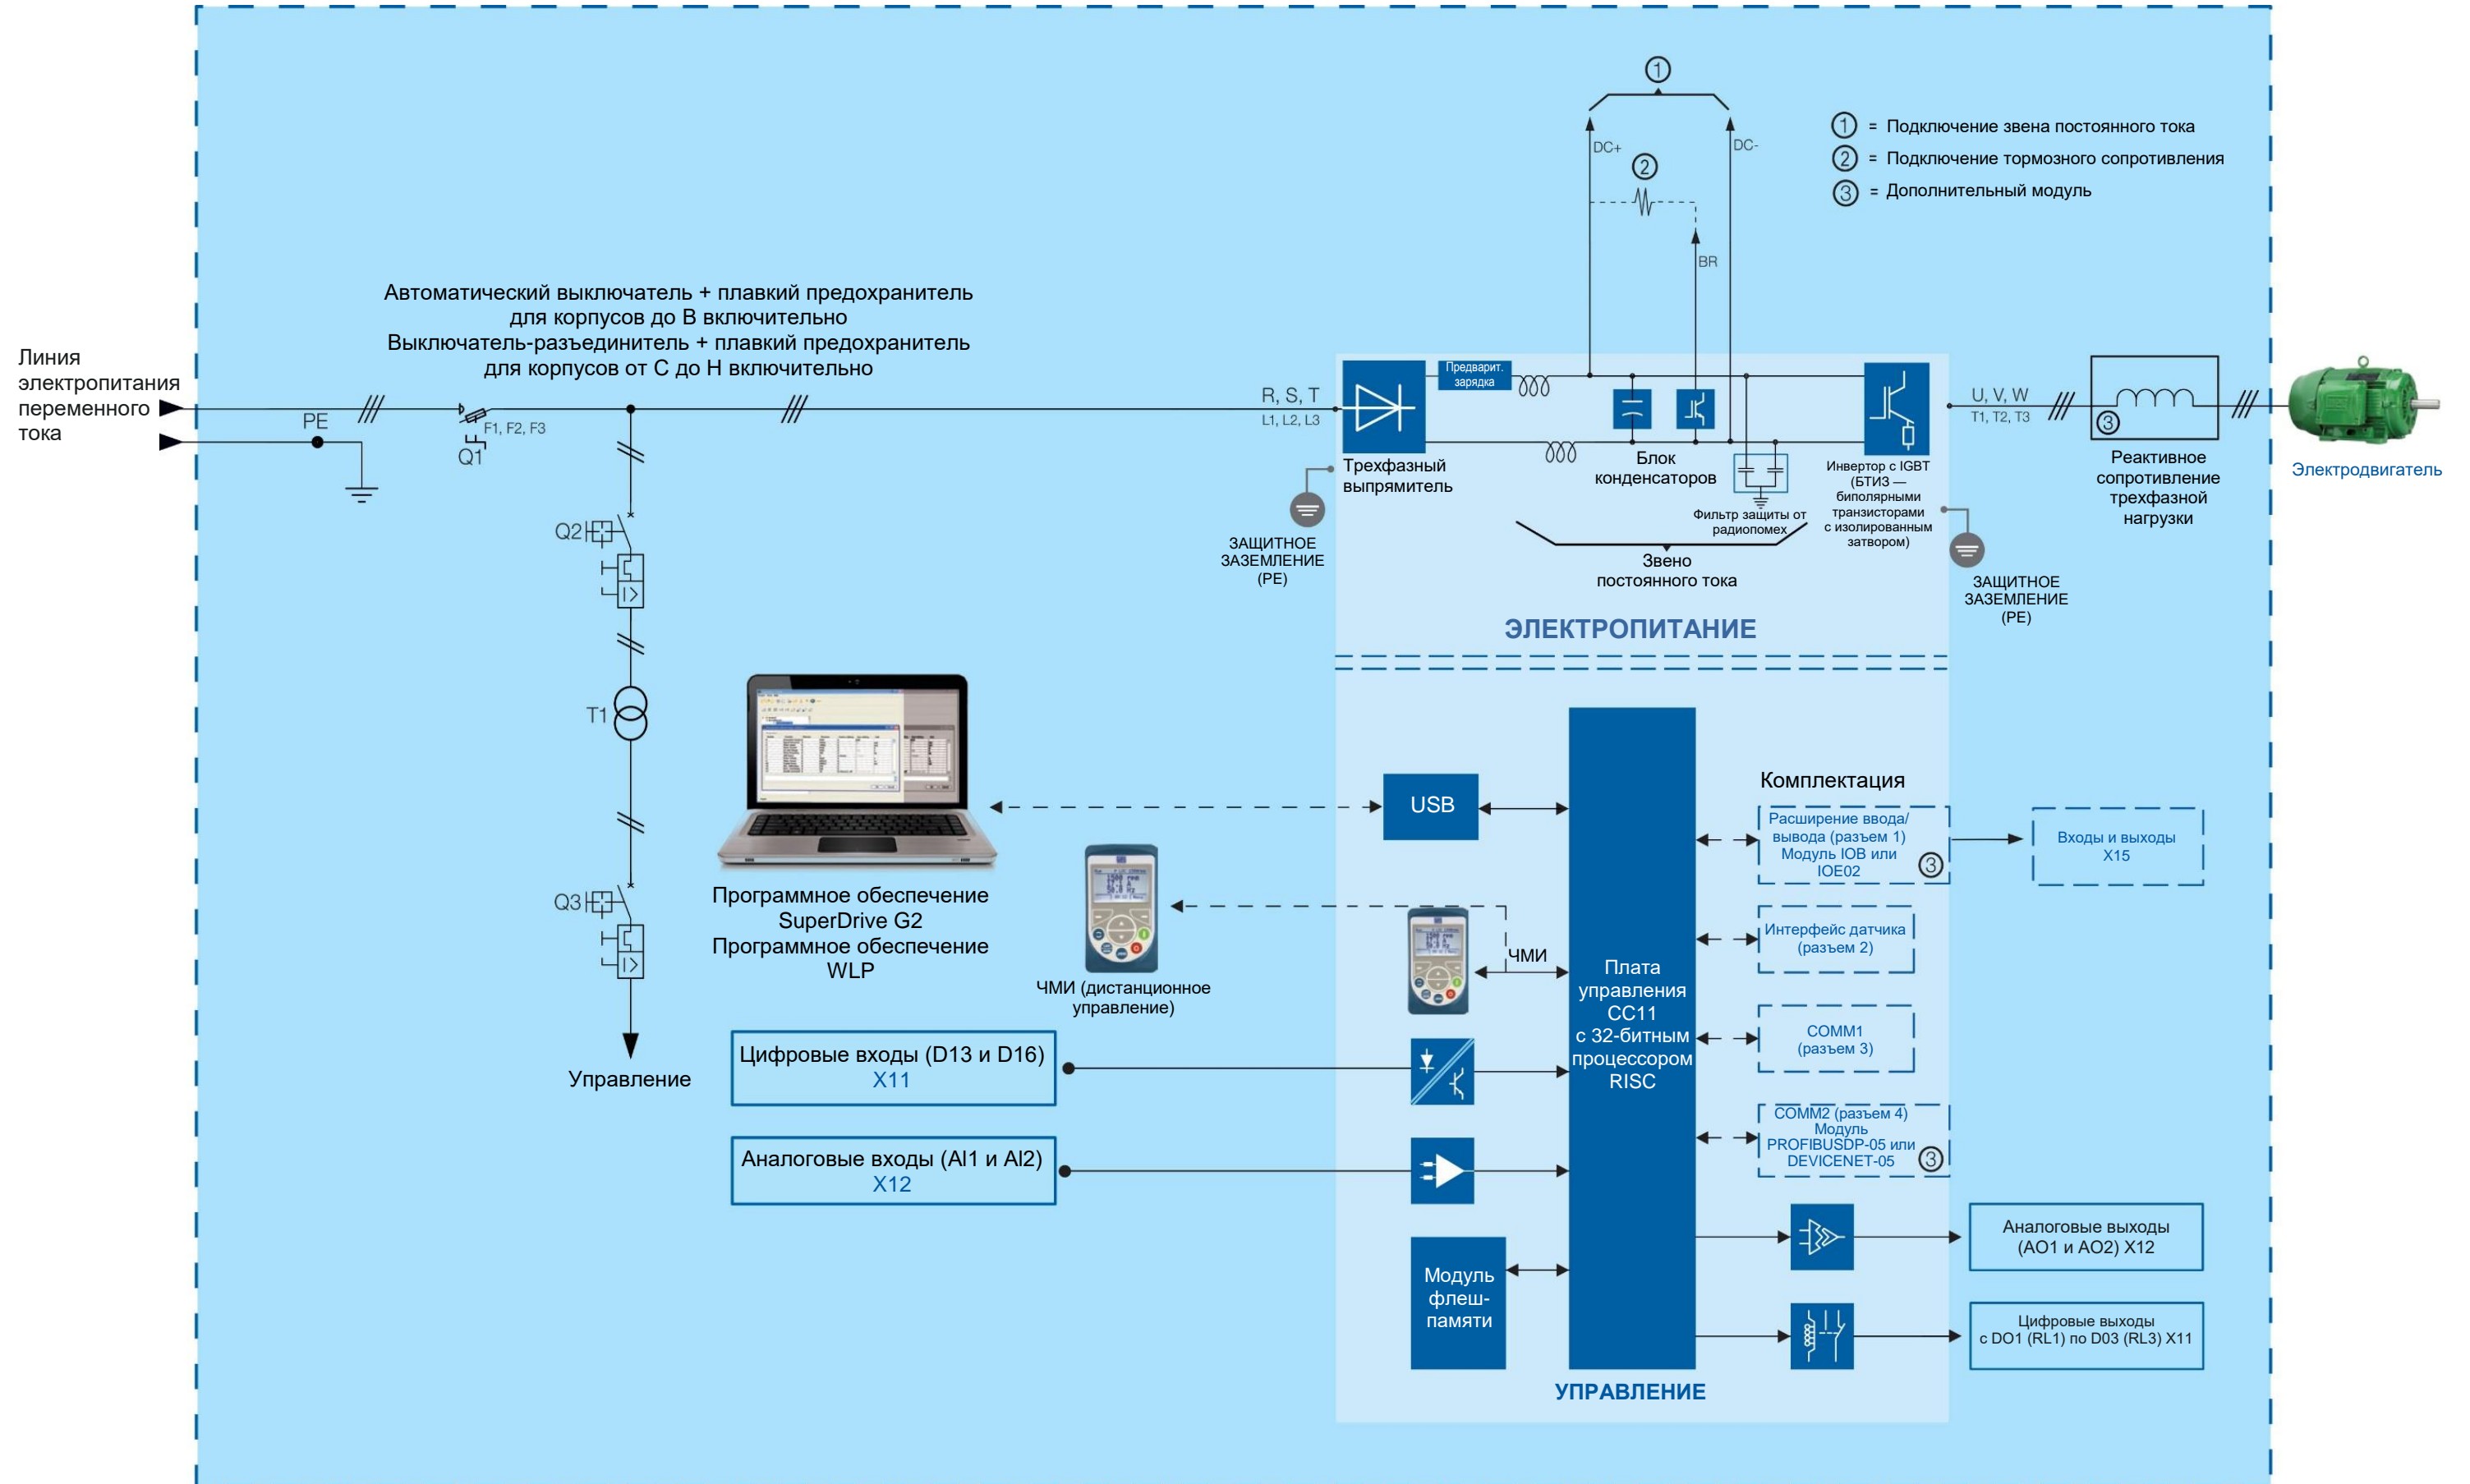 1
DC+
DC-
2
BR
1 = Подключение звена постоянного тока
2 = Подключение тормозного сопротивления
3 = Дополнительный модуль
Автоматический выключатель + плавкий предохранитель
для корпусов до B включительно
Выключатель-разъединитель + плавкий предохранитель
для корпусов от C до H включительно
Линия
электропитания
переменного
тока
PE
F1, F2, F3
Q1
R, S, T
L1, L2, L3
Предварит.
зарядка
Трехфазный
выпрямитель
Блок
конденсаторов
Фильтр защиты от
радиопомех
Инвертор с IGBT
(БТИЗ —
биполярными
транзисторами
с изолированным
затвором)
U, V, W
T1, T2, T3
3
Реактивное
сопротивление
трехфазной
нагрузки
Электродвигатель
ЗАЩИТНОЕ
ЗАЗЕМЛЕНИЕ
(PE)
Звено
постоянного тока
ЗАЩИТНОЕ
ЗАЗЕМЛЕНИЕ
(PE)
ЭЛЕКТРОПИТАНИЕ
Q2
T1
Q3
Управление
Программное обеспечение
SuperDrive G2
Программное обеспечение
WLP
ЧМИ (дистанционное
управление)
USB
ЧМИ
Плата
управления
CC11
с 32-битным
процессором
RISC
Комплектация
Расширение ввода/
вывода (разъем 1)
Модуль IOB или
IOE02
3
Входы и выходы
X15
Интерфейс датчика
(разъем 2)
COMM1
(разъем 3)
COMM2 (разъем 4)
Модуль
PROFIBUSDP-05 или
DEVICENET-05
3
Цифровые входы (D13 и D16)
X11
Аналоговые входы (AI1 и AI2)
X12
Модуль
флеш-
памяти
Аналоговые выходы
(AO1 и AO2) X12
Цифровые выходы
с DO1 (RL1) по D03 (RL3) X11
УПРАВЛЕНИЕ